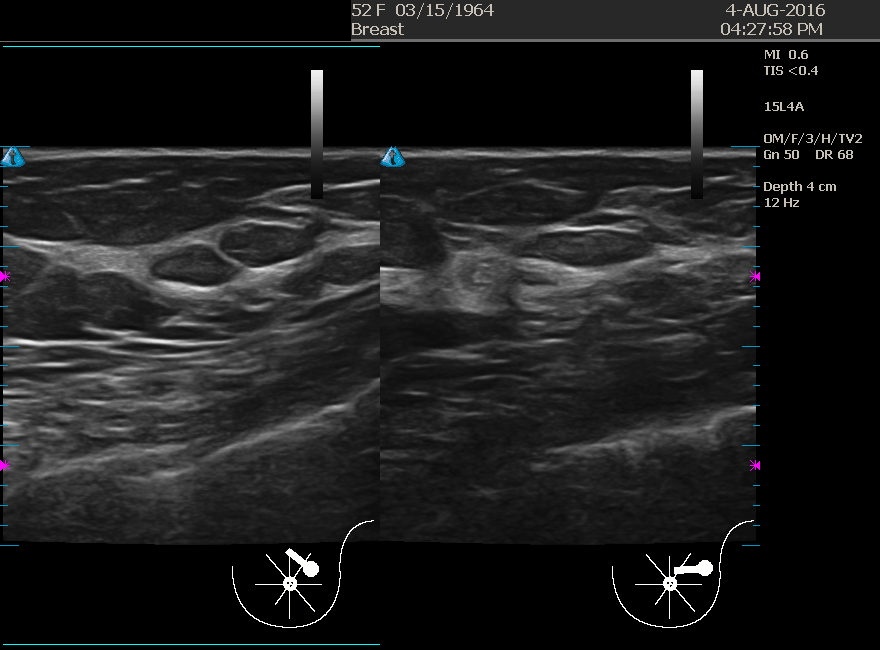 52 F 03/15/1964 4-AUG-2016
Breast 04:27:58 PM
MI 0.6
TIS <0.4
15L4A
OM/F/3/H/TV2
Gn 50 DR 68
Depth 4 cm
12 Hz